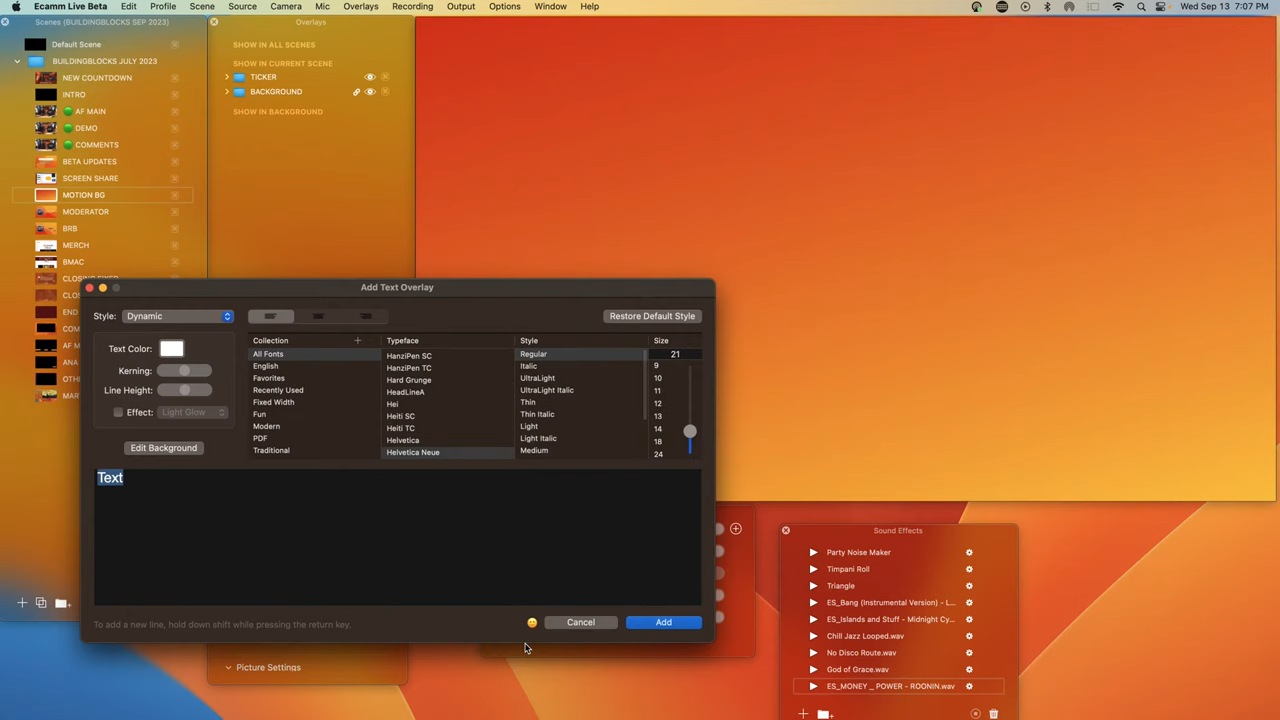 Ecamm Live Beta Edit Profile Scene Source Camera Mic Overlays Recording Output Options Window Help Wed Sep 13 7:07 PM
Scenes (BUILDINGBLOCKS SEP 2023)
Default Scene
BUILDINGBLOCKS JULY 2023
NEW COUNTDOWN
INTRO
AF MAIN
DEMO
COMMENTS
BETA UPDATES
SCREEN SHARE
MOTION BG
MODERATOR
BRB
MERCH
BMAC
CLOSING FIXED
CLOS
END
COM
AF M
ANA
OTH
MAR
Overlays
SHOW IN ALL SCENES
SHOW IN CURRENT SCENE
TICKER
BACKGROUND
SHOW IN BACKGROUND
Add Text Overlay
Style: Dynamic
Restore Default Style
Text Color:
Kerning:
Line Height:
Effect: Light Glow
Edit Background
Collection
All Fonts
English
Favorites
Recently Used
Fixed Width
Fun
Modern
PDF
Traditional
Typeface
HanziPen SC
HanziPen TC
Hard Grunge
HeadLineA
Hei
Heiti SC
Heiti TC
Helvetica
Helvetica Neue
Style
Regular
Italic
UltraLight
UltraLight Italic
Thin
Thin Italic
Light
Light Italic
Medium
Size
21
9
10
11
12
13
14
18
24
Text
To add a new line, hold down shift while pressing the return key.
Cancel
Add
Picture Settings
Sound Effects
Party Noise Maker
Timpani Roll
Triangle
ES_Bang (Instrumental Version) - L...
ES_Islands and Stuff - Midnight Cy...
Chill Jazz Looped.wav
No Disco Route.wav
God of Grace.wav
ES_MONEY _ POWER - ROONIN.wav